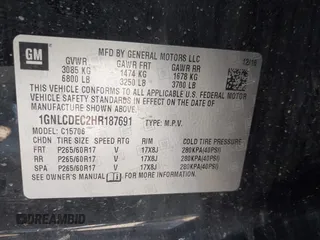 GM
MFD BY GENERAL MOTORS LLC
GVWR GAWR FRT GAWR RR
3085 KG 1474 KG 1678 KG
6800 LB 3250 LB 3700 LB
12/16
THIS VEHICLE CONFORMS TO ALL APPLICABLE U.S. FEDERAL MOTOR
VEHICLE SAFETY STANDARDS IN EFFECT ON THE DATE OF
MANUFACTURE SHOWN ABOVE.
1GNLCDEC2HR187691 TYPE: M.P.V.
MODEL: C15706
CHDN TIRE SIZE SPEED RTG RIM COLD TIRE PRESSURE
FRT P265/60R17 V 17X8J 280KPA(40PSI)
RR P265/60R17 V 17X8J 280KPA(40PSI)
SPA P265/60R17 V 17X8J 280KPA(40PSI)
SEE OWNER'S MANUAL FOR MORE INFORMATION.
DREAMBID